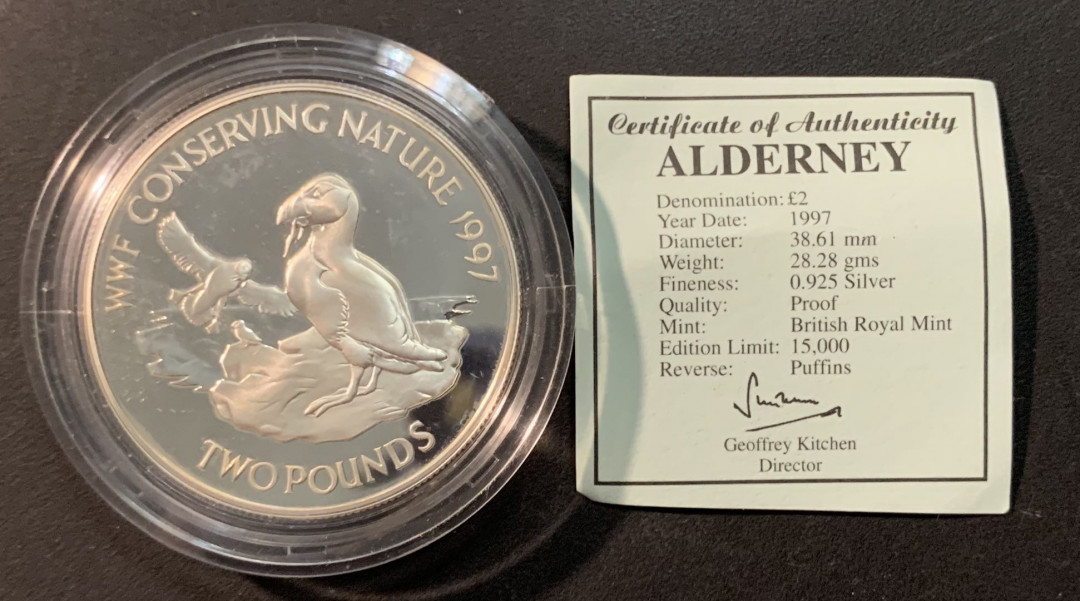 WWF CONSERVING NATURE 1997
TWO POUNDS
Certificate of Authenticity
ALDERNEY
Denomination: £2
Year Date: 1997
Diameter: 38.61 mm
Weight: 28.28 gms
Fineness: 0.925 Silver
Quality: Proof
Mint: British Royal Mint
Edition Limit: 15,000
Reverse: Puffins
Geoffrey Kitchen
Director